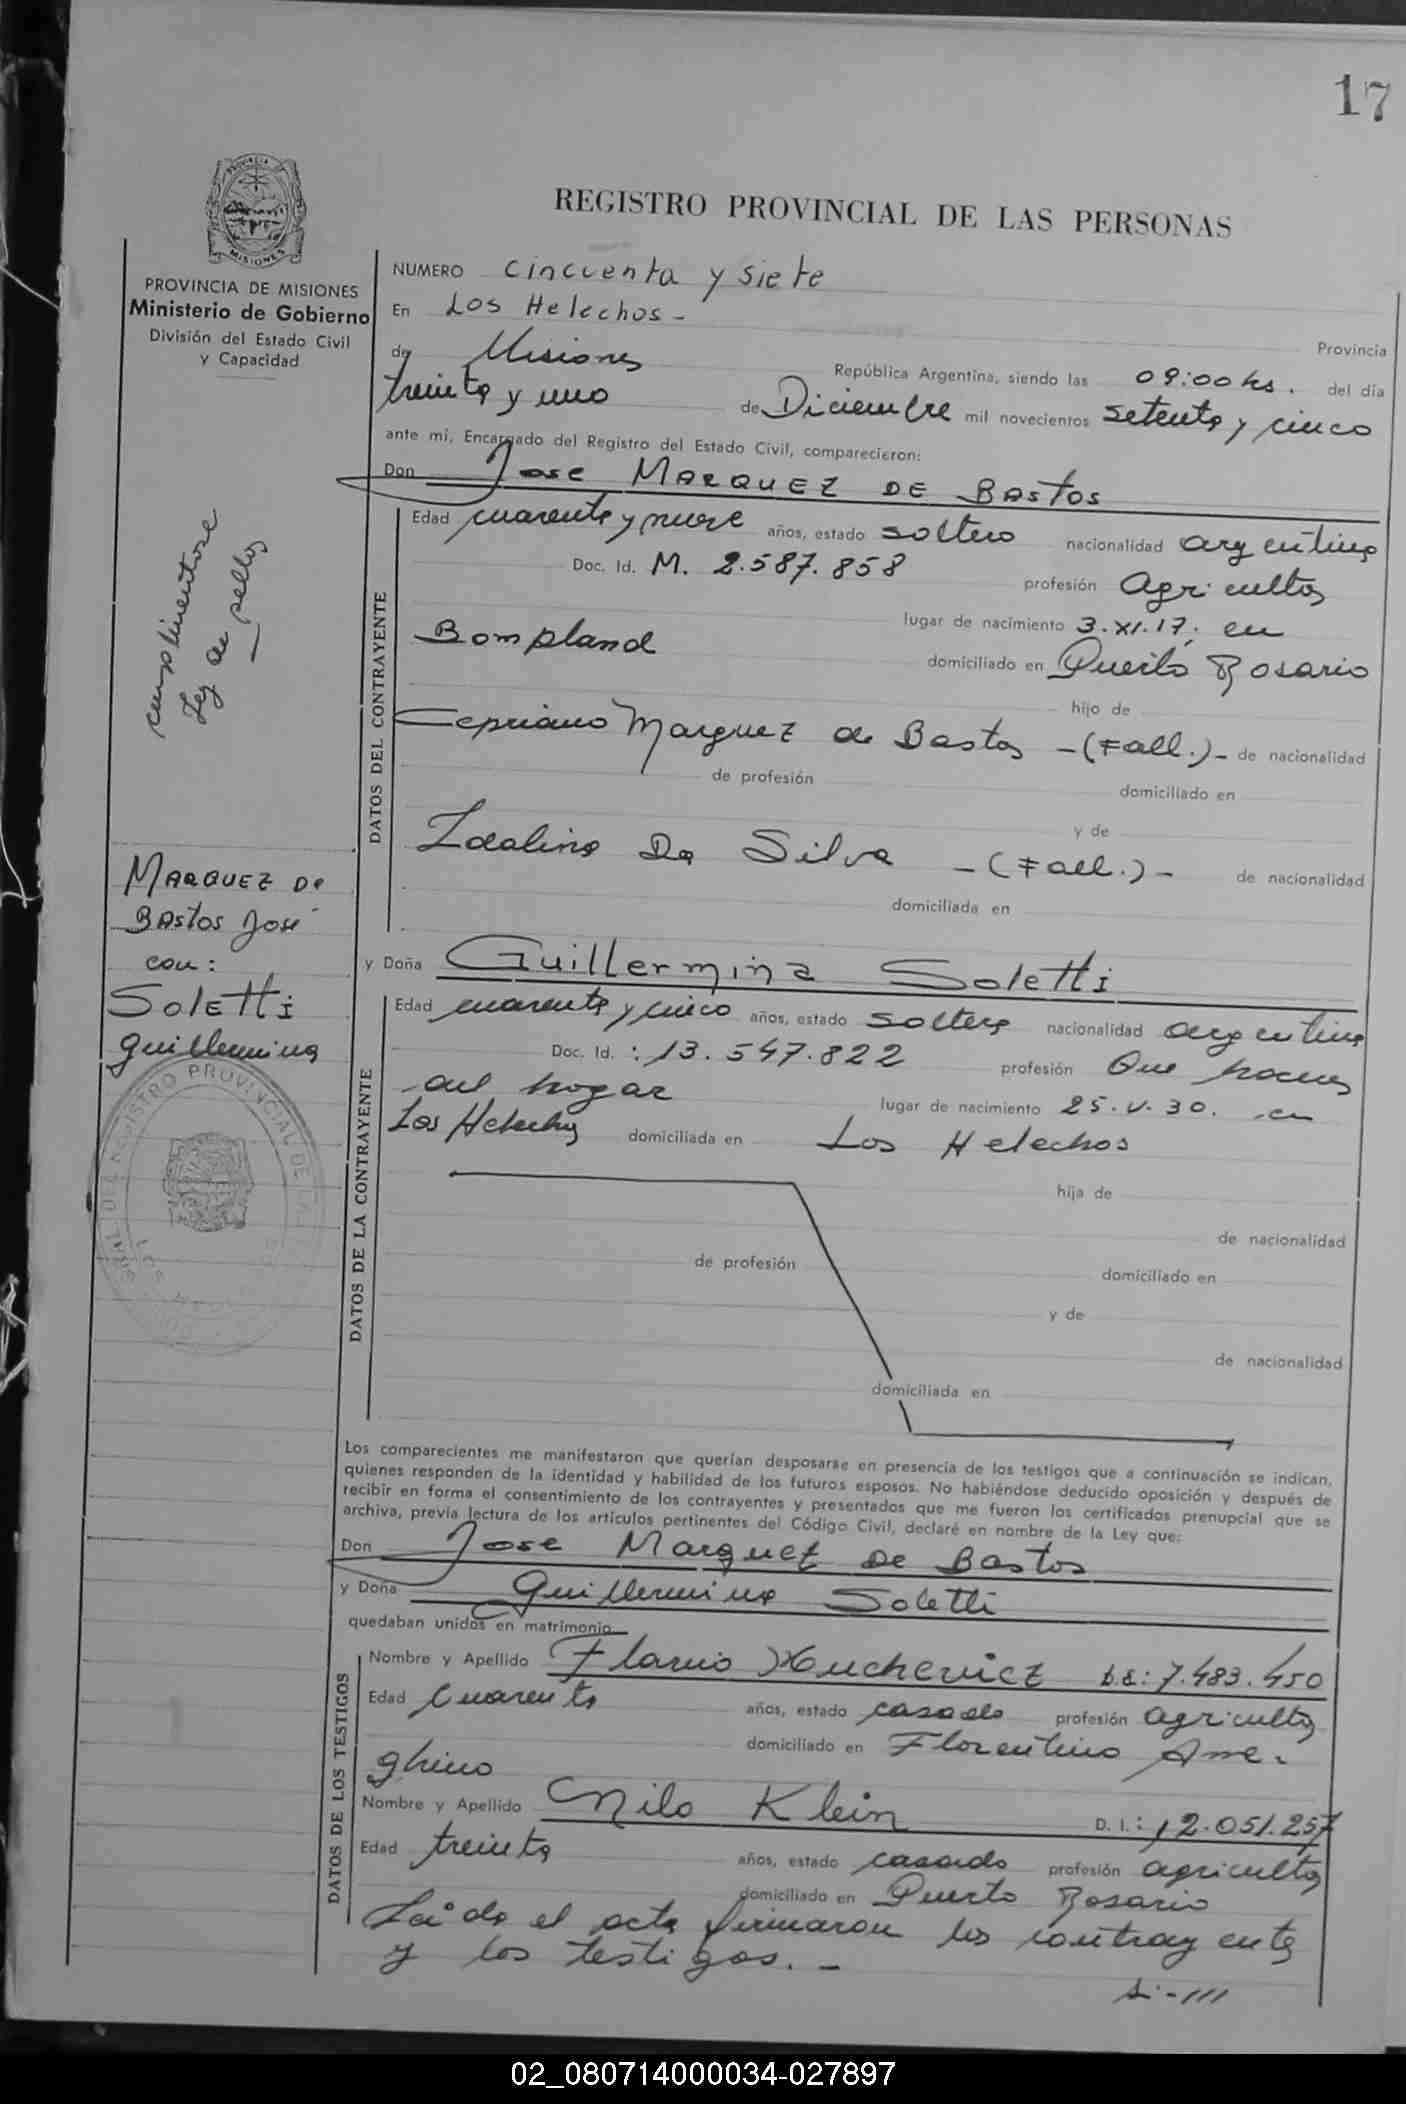 17
REGISTRO PROVINCIAL DE LAS PERSONAS
PROVINCIA DE
MISIONES
PROVINCIA DE MISIONES
Ministerio de Gobierno
División del Estado Civil
y Capacidad
cumplimentose
Ley de sellos
MARQUEZ De
BAstos José
con:
Soletti
Guillermina
NUMERO cincuenta y siete
En Los Helechos -
Provincia
de Misiones República Argentina, siendo las 09:00 hs. del día
treinta y uno de Diciembre mil novecientos setenta y cinco
ante mi, Encargado del Registro del Estado Civil, comparecieron:
Don Jose MARQUEZ DE BAstos
DATOS DEL CONTRAYENTE
Edad cuarenta y nueve años, estado soltero nacionalidad argentina
Doc. Id. M. 2.587.858 profesión Agricultor
lugar de nacimiento 3.XI.17. en
Bompland domiciliado en Puerto Rosario
hijo de
Cepriano Marquez de Bastos -(Fall.)- de nacionalidad
de profesión domiciliado en
y de
Idalina Da Silva -(Fall.)- de nacionalidad
domiciliada en
y Doña Guillermina Soletti
DATOS DE LA CONTRAYENTE
Edad cuarenta y cinco años, estado soltera nacionalidad argentina
Doc. Id. : 13.547.822 profesión Que haceres
del hogar lugar de nacimiento 25.V.30. en
Los Helechos domiciliada en Los Helechos
hija de
de nacionalidad
de profesión domiciliado en
y de
de nacionalidad
domiciliada en
Los comparecientes me manifestaron que querían desposarse en presencia de los testigos que a continuación se indican,
quienes responden de la identidad y habilidad de los futuros esposos. No habiéndose deducido oposición y después de
recibir en forma el consentimiento de los contrayentes y presentados que me fueron los certificados prenupcial que se
archiva, previa lectura de los artículos pertinentes del Código Civil, declaré en nombre de la Ley que:
Don Jose Marquez De Bastos
y Doña Guillermina Soletti
quedaban unidos en matrimonio
DATOS DE LOS TESTIGOS
Nombre y Apellido Flavio 7.483.450
Edad Cuarenta años, estado casado profesión agricultor
domiciliado en Florentino Ame-
ghino
Nombre y Apellido Nilo Klein D. I.: 12.051.257
Edad treinta años, estado casado profesión agricultor
domiciliado en Puerto Rosario
Leída el acta firmaron los contrayentes
y los testigos. -
02_080714000034-027897